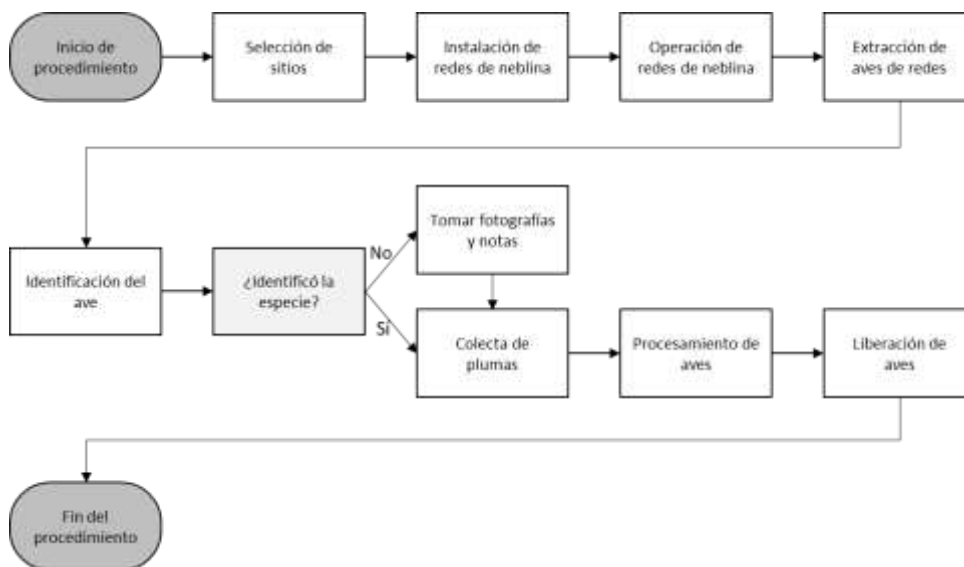 Inicio de
procedimiento
Selección de
sitios
Instalación de
redes de neblina
Operación de
redes de neblina
Extracción de
aves de redes
Identificación del
ave
¿Identificó la
especie?
No
Sí
Tomar fotografías
y notas
Colecta de
plumas
Procesamiento de
aves
Liberación de
aves
Fin del
procedimiento